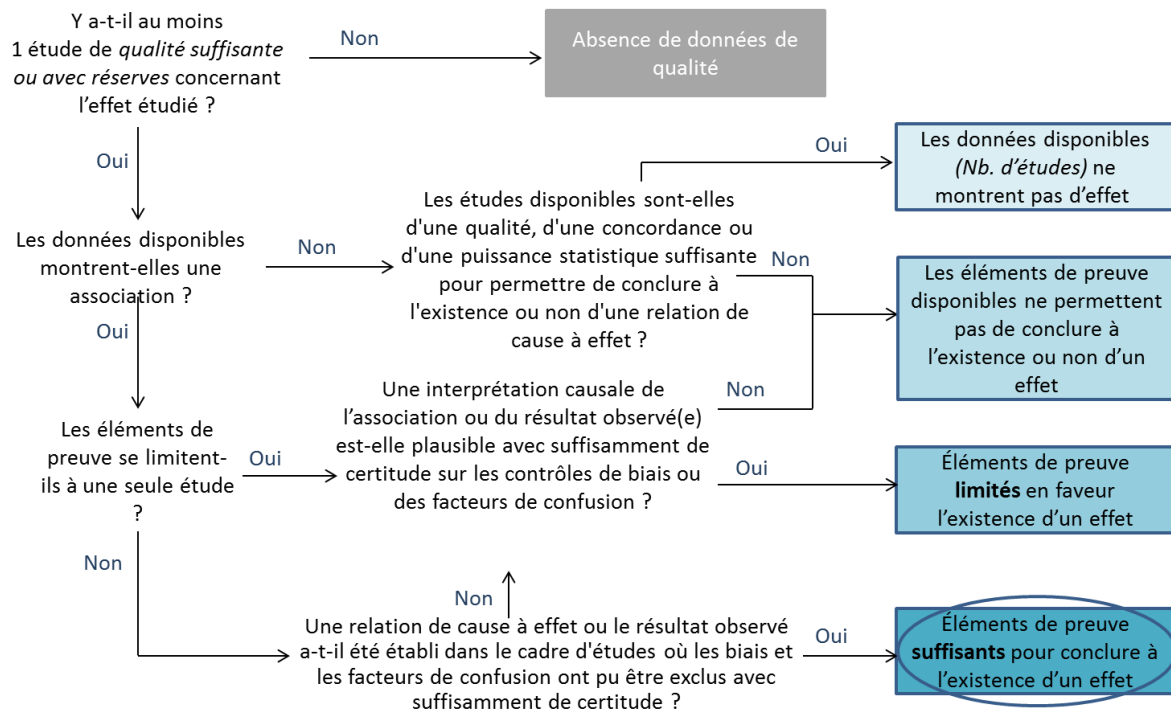 Y a-t-il au moins
1 étude de qualité suffisante
ou avec réserves concernant
l'effet étudié ?
Non
Absence de données de
qualité
Oui
Oui
Les données disponibles
(Nb. d'études) ne
montrent pas d'effet
Les données disponibles
montrent-elles une
association ?
Non
Les études disponibles sont-elles
d'une qualité, d'une concordance ou
d'une puissance statistique suffisante
pour permettre de conclure à
l'existence ou non d'une relation de
cause à effet ?
Non
Les éléments de preuve
disponibles ne permettent
pas de conclure à
l'existence ou non d'un
effet
Oui
Les éléments de
preuve se limitent-
ils à une seule étude
?
Oui
Une interprétation causale de
l'association ou du résultat observé(e)
est-elle plausible avec suffisamment de
certitude sur les contrôles de biais ou
des facteurs de confusion ?
Non
Oui
Éléments de preuve
limités en faveur
l'existence d'un effet
Non
Non
Une relation de cause à effet ou le résultat observé
a-t-il été établi dans le cadre d'études où les biais et
les facteurs de confusion ont pu être exclus avec
suffisamment de certitude ?
Oui
Éléments de preuve
suffisants pour conclure à
l'existence d'un effet